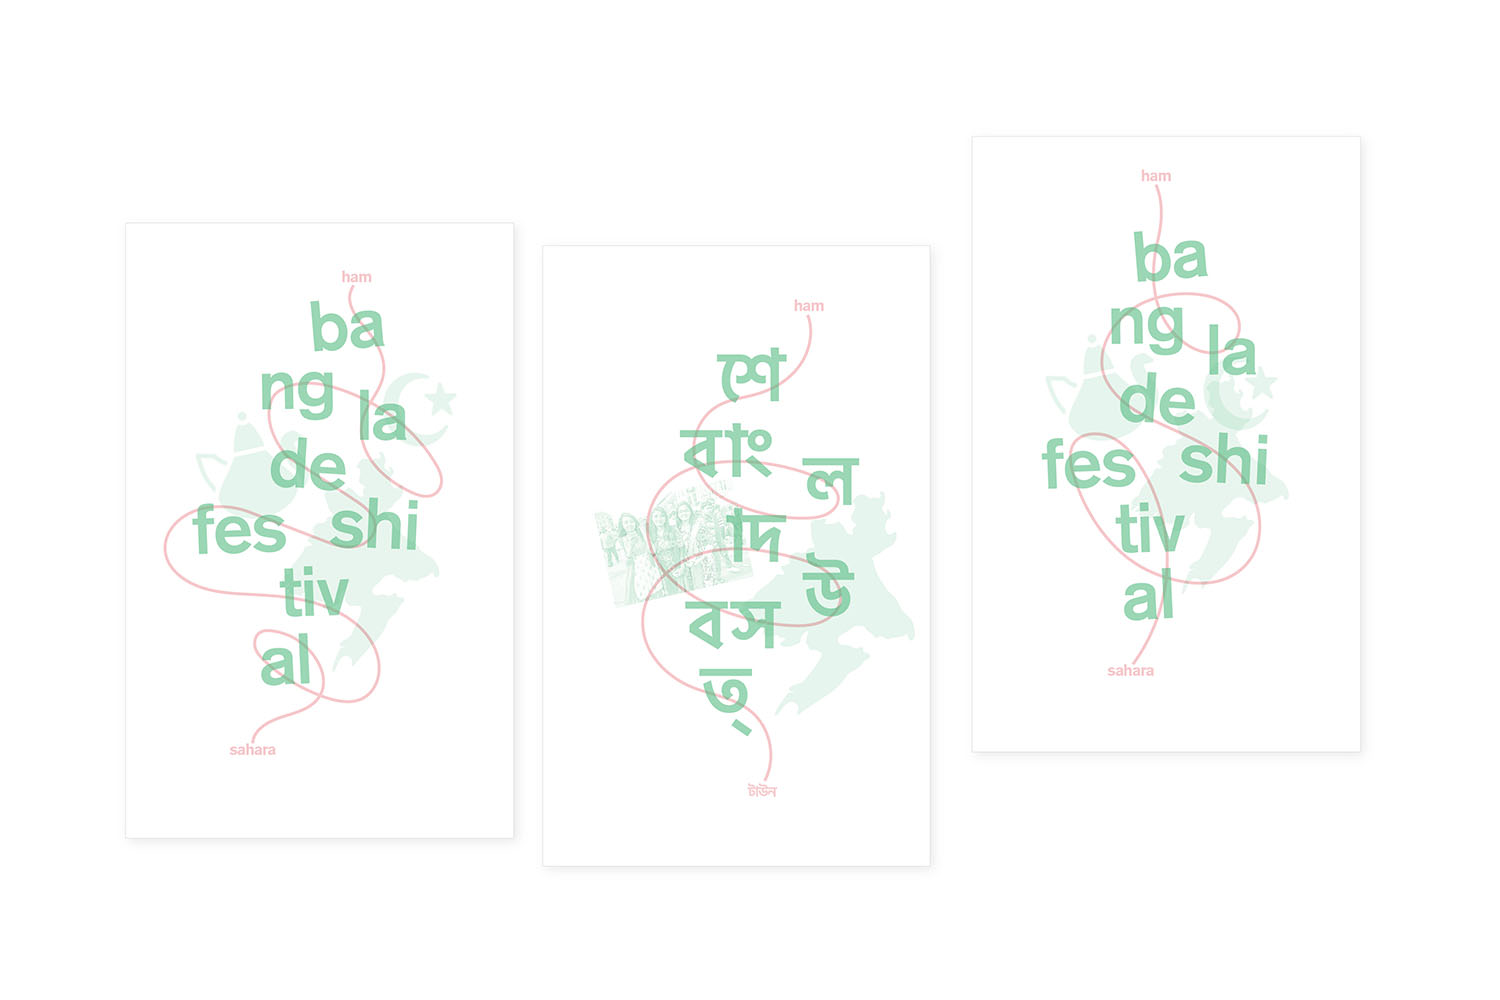 ham
ba
ng la
de
fes shi
tiv
al
sahara
ham
শে
বাং ল
াদ
উ
বস
ত্
টাউন
ham
ba
ng la
de
fes shi
tiv
al
sahara